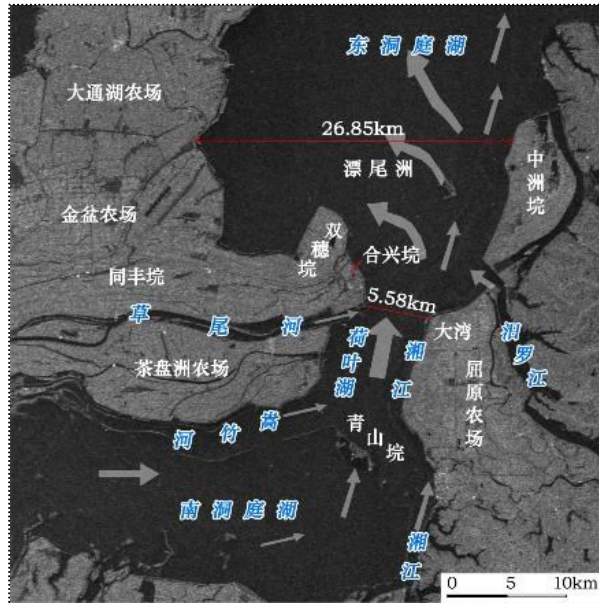 东洞庭湖
大通湖农场
26.85km
漂尾洲
中洲垸
金盆农场
双穗垸
合兴垸
同丰垸
5.58km
草尾河
荷叶湖
湘江
大湾
汨罗江
茶盘洲农场
屈原农场
河竹嵩
青山垸
南洞庭湖
湘江
0 5 10km